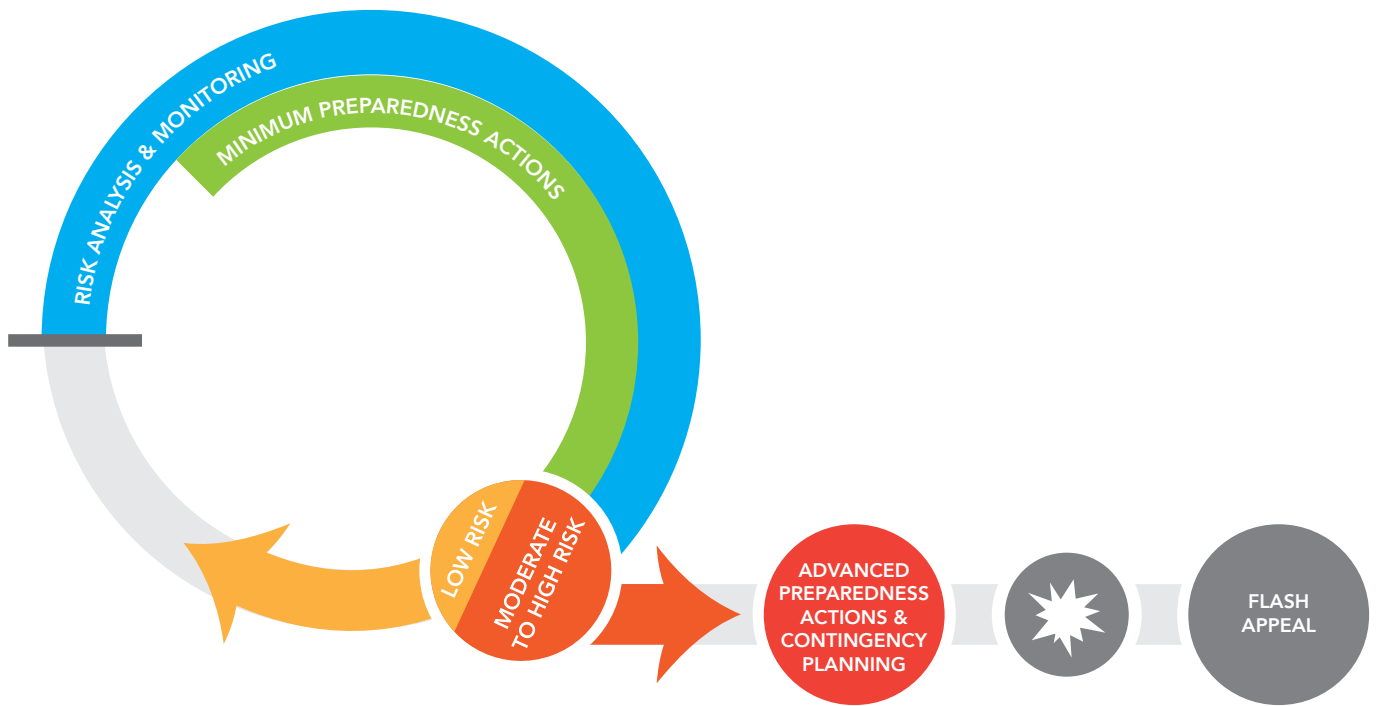 RISK ANALYSIS & MONITORING
MINIMUM PREPAREDNESS ACTIONS
LOW RISK
MODERATE
TO HIGH RISK
ADVANCED
PREPAREDNESS
ACTIONS &
CONTINGENCY
PLANNING
FLASH
APPEAL